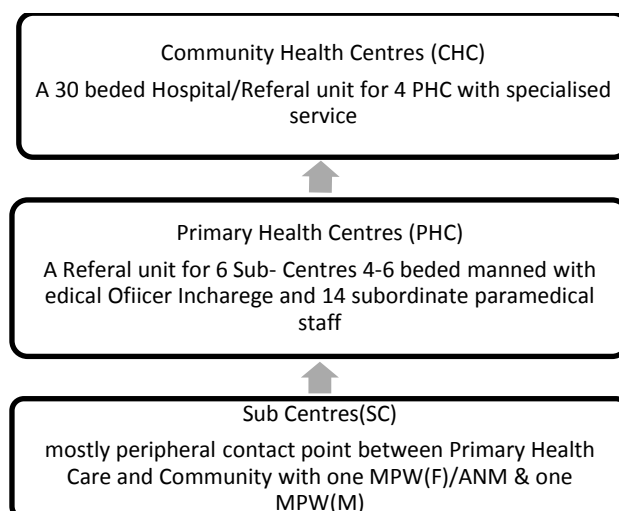 Community Health Centres (CHC)
A 30 beded Hospital/Referal unit for 4 PHC with specialised
service
Primary Health Centres (PHC)
A Referal unit for 6 Sub- Centres 4-6 beded manned with
edical Ofiicer Incharege and 14 subordinate paramedical
staff
Sub Centres(SC)
mostly peripheral contact point between Primary Health
Care and Community with one MPW(F)/ANM & one
MPW(M)